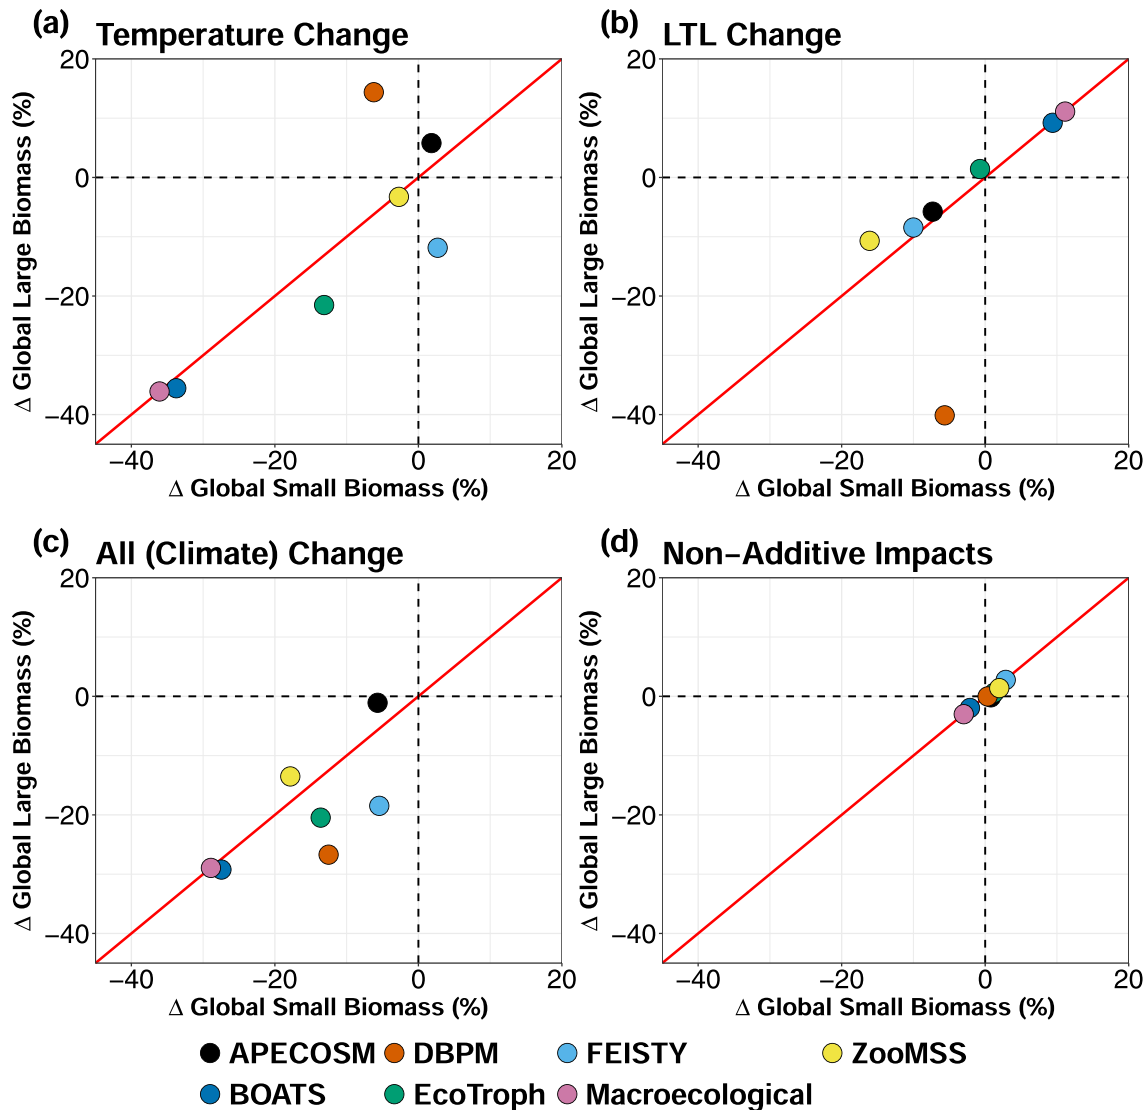 (a) Temperature Change
20
0
−20
−40
Δ Global Large Biomass (%)
−40 −20 0 20
Δ Global Small Biomass (%)
(b) LTL Change
20
0
−20
−40
Δ Global Large Biomass (%)
−40 −20 0 20
Δ Global Small Biomass (%)
(c) All (Climate) Change
20
0
−20
−40
Δ Global Large Biomass (%)
−40 −20 0 20
Δ Global Small Biomass (%)
(d) Non−Additive Impacts
20
0
−20
−40
Δ Global Large Biomass (%)
−40 −20 0 20
Δ Global Small Biomass (%)
APECOSM DBPM FEISTY ZooMSS
BOATS EcoTroph Macroecological